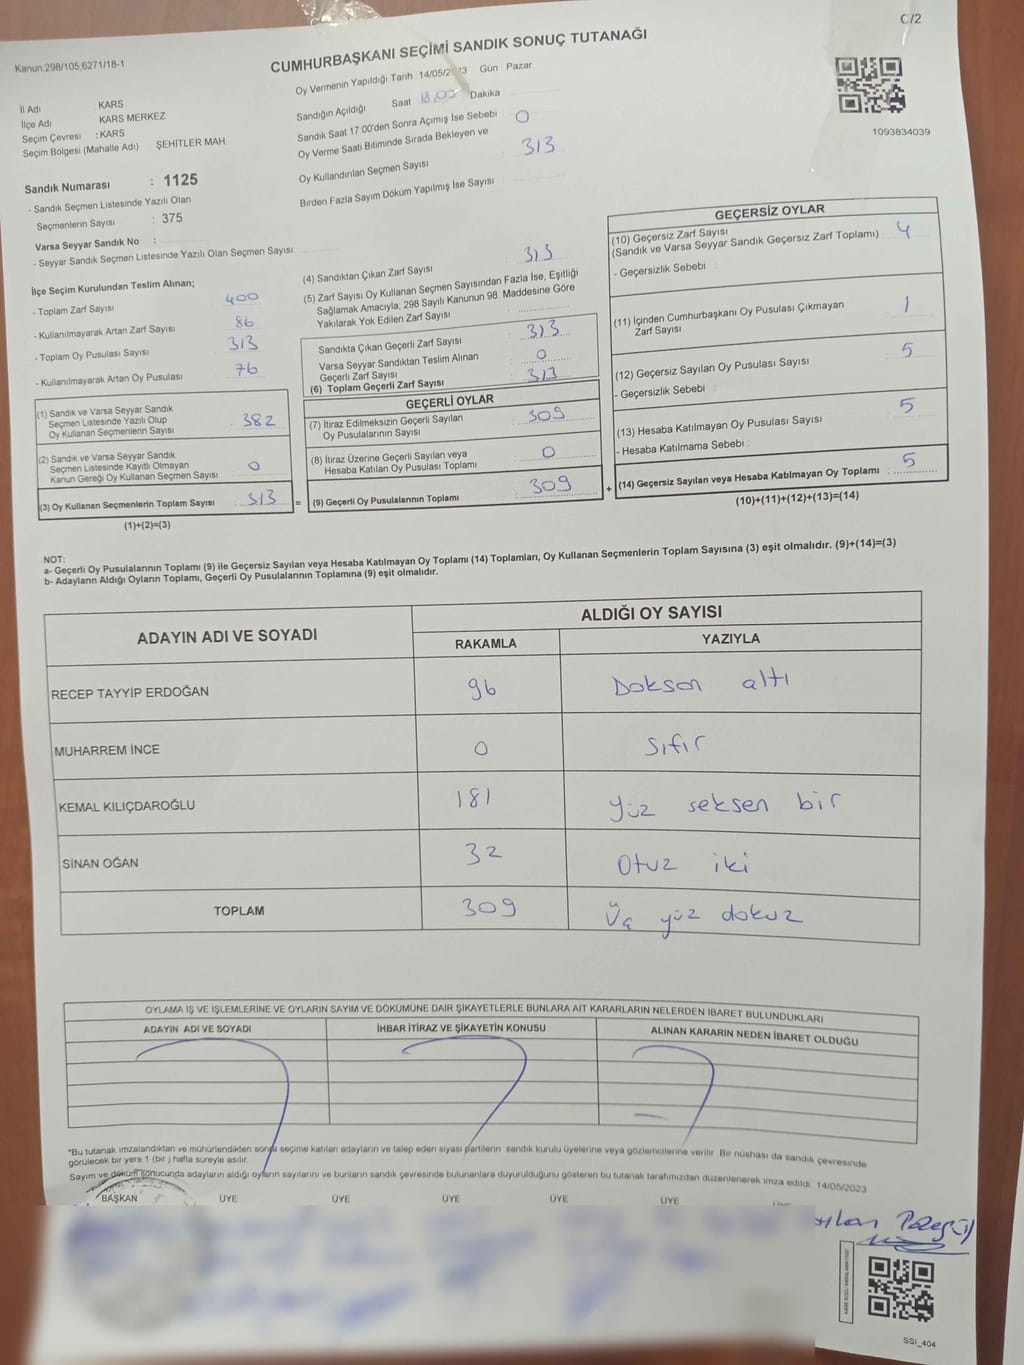 C/2
Kanun.298/105,6271/18-1
CUMHURBAŞKANI SEÇİMİ SANDIK SONUÇ TUTANAĞI
Oy Vermenin Yapıldığı Tarih 14/05/2 23 Gün Pazar
İl Adı KARS
İlçe Adı KARS MERKEZ
Seçim Çevresi : KARS
Seçim Bölgesi (Mahalle Adı) ŞEHİTLER MAH.
Sandığın Açıldığı Saat 18,00 Dakika
Sandık Saat 17:00'den Sonra Açımış İse Sebebi
Oy Verme Saati Bitiminde Sırada Bekleyen ve 0
Oy Kullandırılan Seçmen Sayısı 313
Birden Fazla Sayım Döküm Yapılmış İse Sayısı
1093834039
Sandık Numarası : 1125
- Sandık Seçmen Listesinde Yazılı Olan
Seçmenlerin Sayısı : 375
Varsa Seyyar Sandık No :
- Seyyar Sandık Seçmen Listesinde Yazılı Olan Seçmen Sayısı:
İlçe Seçim Kurulundan Teslim Alınan;
- Toplam Zarf Sayısı 400
- Kullanılmayarak Artan Zarf Sayısı 86
- Toplam Oy Pusulası Sayısı 313
- Kullanılmayarak Artan Oy Pusulası 76
(1) Sandık ve Varsa Seyyar Sandık
Seçmen Listesinde Yazılı Olup
Oy Kullanan Seçmenlerin Sayısı 382
(2) Sandık ve Varsa Seyyar Sandık
Seçmen Listesinde Kayıtlı Olmayan
Kanun Gereği Oy Kullanan Seçmen Sayısı 0
(3) Oy Kullanan Seçmenlerin Toplam Sayısı : 313 =
(1)+(2)=(3)
(4) Sandıktan Çıkan Zarf Sayısı 313
(5) Zarf Sayısı Oy Kullanan Seçmen Sayısından Fazla İse, Eşitliği
Sağlamak Amacıyla, 298 Sayılı Kanunun 98. Maddesine Göre
Yakılarak Yok Edilen Zarf Sayısı :
Sandıkta Çıkan Geçerli Zarf Sayısı : 313
Varsa Seyyar Sandıktan Teslim Alınan
Geçerli Zarf Sayısı : 0
(6) Toplam Geçerli Zarf Sayısı : 313
GEÇERLİ OYLAR
(7) İtiraz Edilmeksizin Geçerli Sayılan
Oy Pusulalarının Sayısı : 309
(8) İtiraz Üzerine Geçerli Sayılan veya
Hesaba Katılan Oy Pusulası Toplamı : 0
(9) Geçerli Oy Pusulalarının Toplamı : 309 +
GEÇERSİZ OYLAR
(10) Geçersiz Zarf Sayısı
(Sandık ve Varsa Seyyar Sandık Geçersiz Zarf Toplamı) : 4
- Geçersizlik Sebebi :
(11) İçinden Cumhurbaşkanı Oy Pusulası Çıkmayan
Zarf Sayısı 1
(12) Geçersiz Sayılan Oy Pusulası Sayısı 5
- Geçersizlik Sebebi :
(13) Hesaba Katılmayan Oy Pusulası Sayısı 5
- Hesaba Katılmama Sebebi :
(14) Geçersiz Sayılan veya Hesaba Katılmayan Oy Toplamı : 5
(10)+(11)+(12)+(13)=(14)
NOT:
a- Geçerli Oy Pusulalarının Toplamı (9) ile Geçersiz Sayılan veya Hesaba Katılmayan Oy Toplamı (14) Toplamları, Oy Kullanan Seçmenlerin Toplam Sayısına (3) eşit olmalıdır. (9)+(14)=(3)
b- Adayların Aldığı Oyların Toplamı, Geçerli Oy Pusulalarının Toplamına (9) eşit olmalıdır.
ADAYIN ADI VE SOYADI ALDIĞI OY SAYISI
RAKAMLA YAZIYLA
RECEP TAYYİP ERDOĞAN 96 Doksan altı
MUHARREM İNCE 0 Sıfır
KEMAL KILIÇDAROĞLU 181 Yüz seksen bir
SİNAN OĞAN 32 Otuz iki
TOPLAM 309 Üç yüz dokuz
OYLAMA İŞ VE İŞLEMLERİNE VE OYLARIN SAYIM VE DÖKÜMÜNE DAİR ŞİKAYETLERLE BUNLARA AİT KARARLARIN NELERDEN İBARET BULUNDUKLARI
ADAYIN ADI VE SOYADI İHBAR İTİRAZ VE ŞİKAYETİN KONUSU ALINAN KARARIN NEDEN İBARET OLDUĞU
*Bu tutanak imzalandıktan ve mühürlendikten sonra seçime katılan adayların ve talep eden siyasi partilerin sandık kurulu üyelerine veya gözlemcilerine verilir. Bir nüshası da sandık çevresinde
görülecek bir yere 1 (bir ) hafta süreyle asılır.
Sayım ve döküm sonucunda adayların aldığı oyların sayılarını ve bunların sandık çevresinde bulunanlara duyurulduğunu gösteren bu tutanak tarafımızdan düzenlenerek imza edildi. 14/05/2023
BAŞKAN ÜYE ÜYE ÜYE ÜYE ÜYE
SSI_404